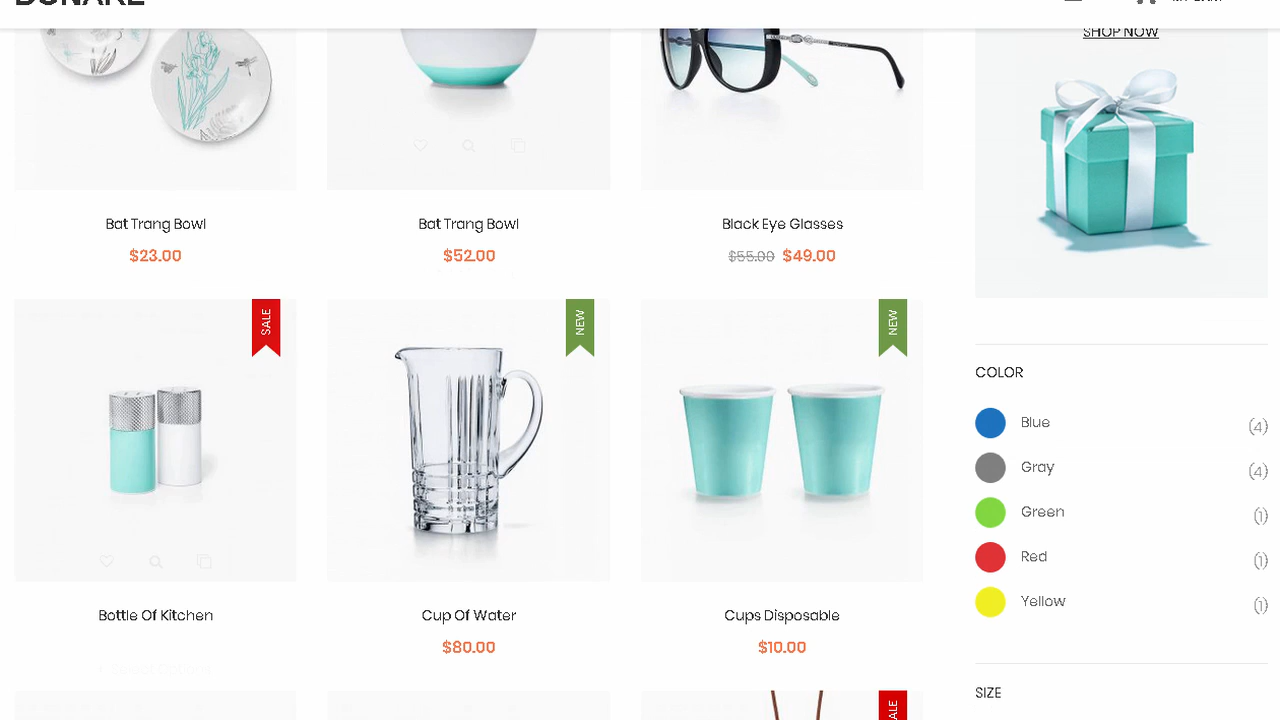 SHOP NOW
Bat Trang Bowl
$23.00
Bat Trang Bowl
$52.00
Black Eye Glasses
$55.00 $49.00
SALE
NEW
NEW
Bottle Of Kitchen
Cup Of Water
$80.00
Cups Disposable
$10.00
COLOR
Blue (4)
Gray (4)
Green (1)
Red (1)
Yellow (1)
SIZE